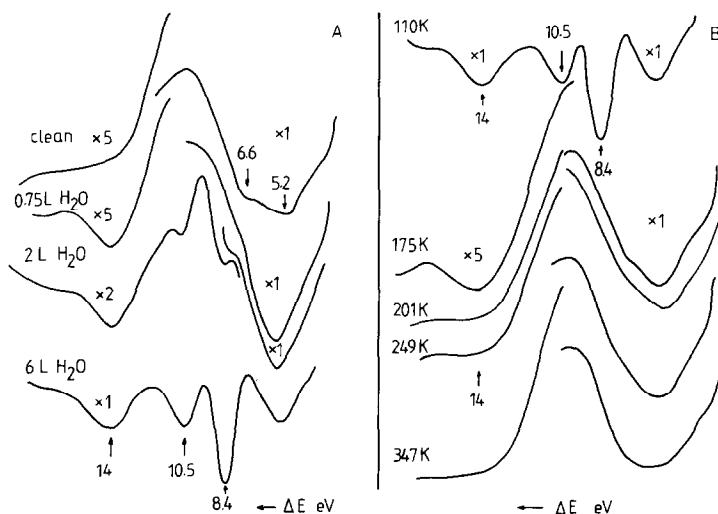 A
clean
×5
×1
6.6
5.2
0.75L H2O
×5
2 L H2O
×2
×1
×1
6 L H2O
×1
14
10.5
8.4
← ΔE eV
B
110K
×1
10.5
×1
14
8.4
175K
×5
×1
201K
249K
14
347K
← ΔE eV